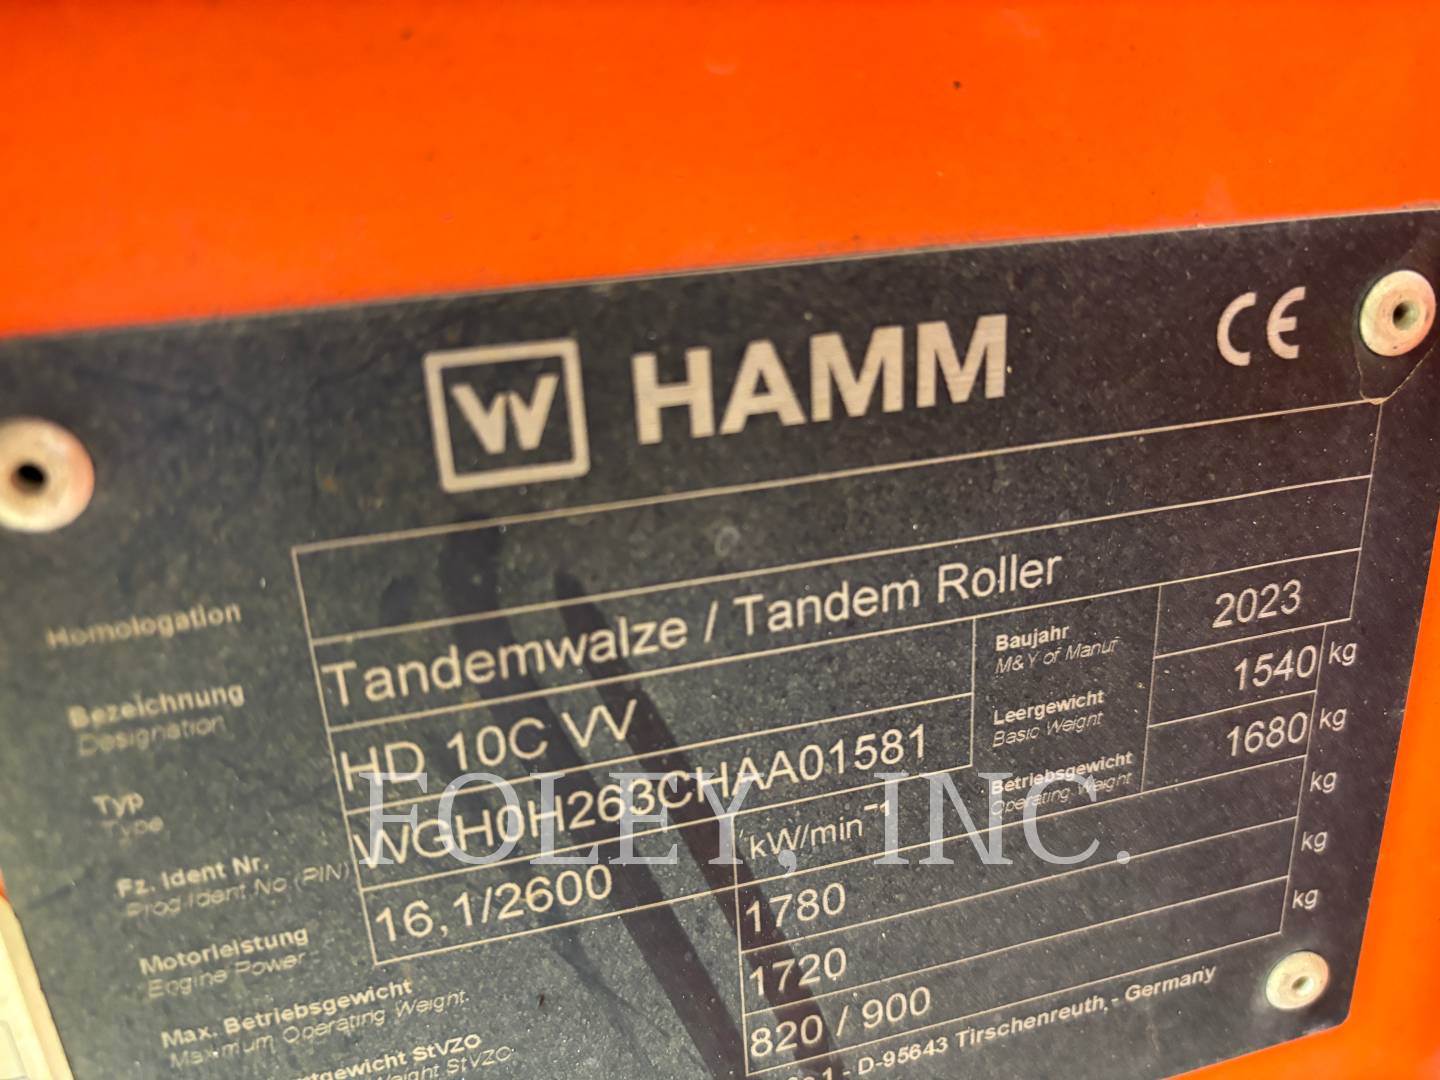 W HAMM CE
Homologation
Bezeichnung Tandemwalze / Tandem Roller
Designation
Typ HD 10C VV
Type
Baujahr 2023
M&Y of Manuf
Fz. Ident Nr. WGH0H263CHAA01581
Prod Ident No (PIN)
Leergewicht 1540 kg
Basic Weight
Motorleistung 16,1/2600 kW/min⁻¹
Engine Power
Betriebsgewicht 1680 kg
Operating Weight
Max. Betriebsgewicht 1780 kg
Maximum Operating Weight
StVZO 1720 kg
StVZO
820 / 900 kg
1 - D-95643 Tirschenreuth, - Germany
FOLEY, INC.